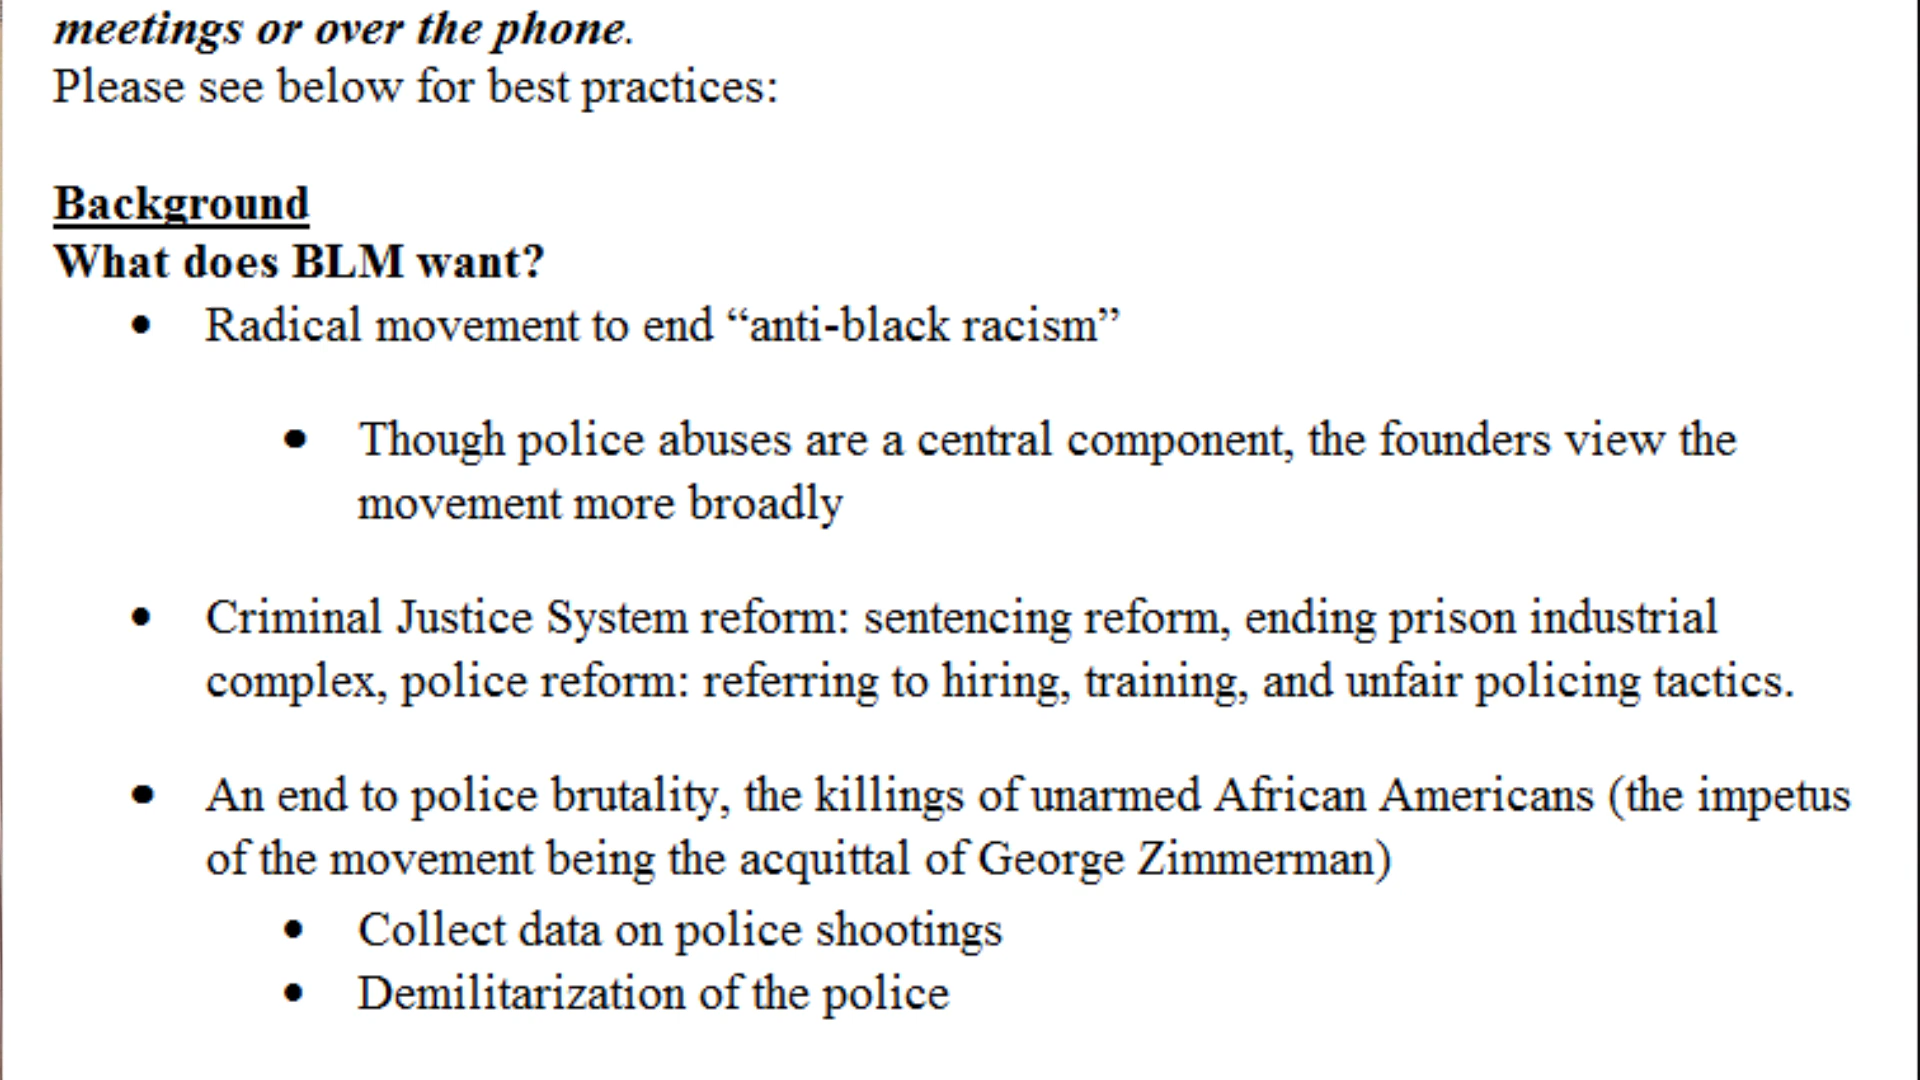 meetings or over the phone.
Please see below for best practices:
Background
What does BLM want?
• Radical movement to end “anti-black racism”
• Though police abuses are a central component, the founders view the
movement more broadly
• Criminal Justice System reform: sentencing reform, ending prison industrial
complex, police reform: referring to hiring, training, and unfair policing tactics.
• An end to police brutality, the killings of unarmed African Americans (the impetus
of the movement being the acquittal of George Zimmerman)
• Collect data on police shootings
• Demilitarization of the police